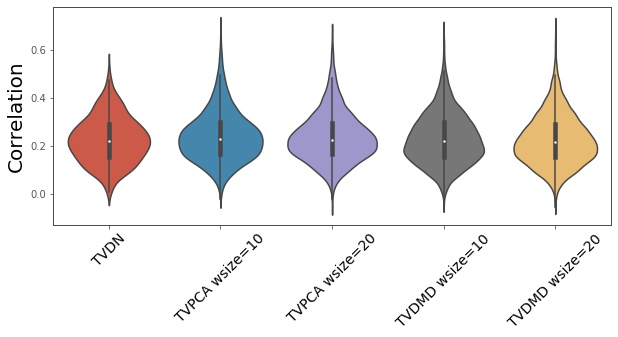 Correlation
0.6
0.4
0.2
0.0
TVDN
TVPCA wsize=10
TVPCA wsize=20
TVDMD wsize=10
TVDMD wsize=20